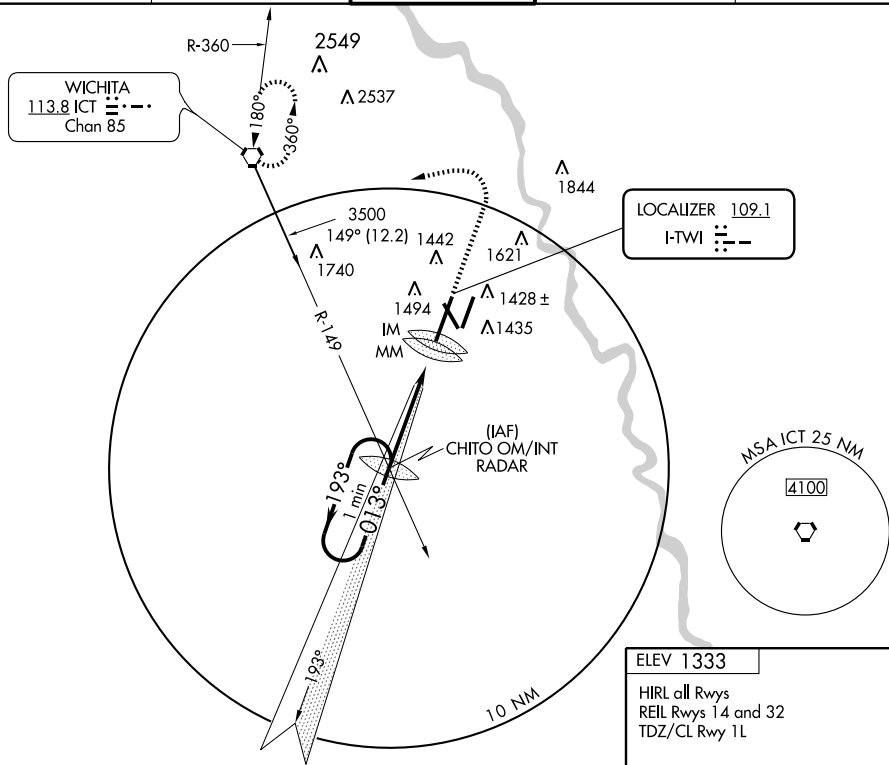 R-360
2549
2537
180°
360°
WICHITA
113.8 ICT
Chan 85
1844
LOCALIZER 109.1
I-TWI
3500
149° (12.2)
1442
1621
1740
1494
1428 ±
1435
IM
MM
R-149
(IAF)
CHITO OM/INT
RADAR
193°
1 min
013°
MSA ICT 25 NM
4100
193°
10 NM
ELEV 1333
HIRL all Rwys
REIL Rwys 14 and 32
TDZ/CL Rwy 1L